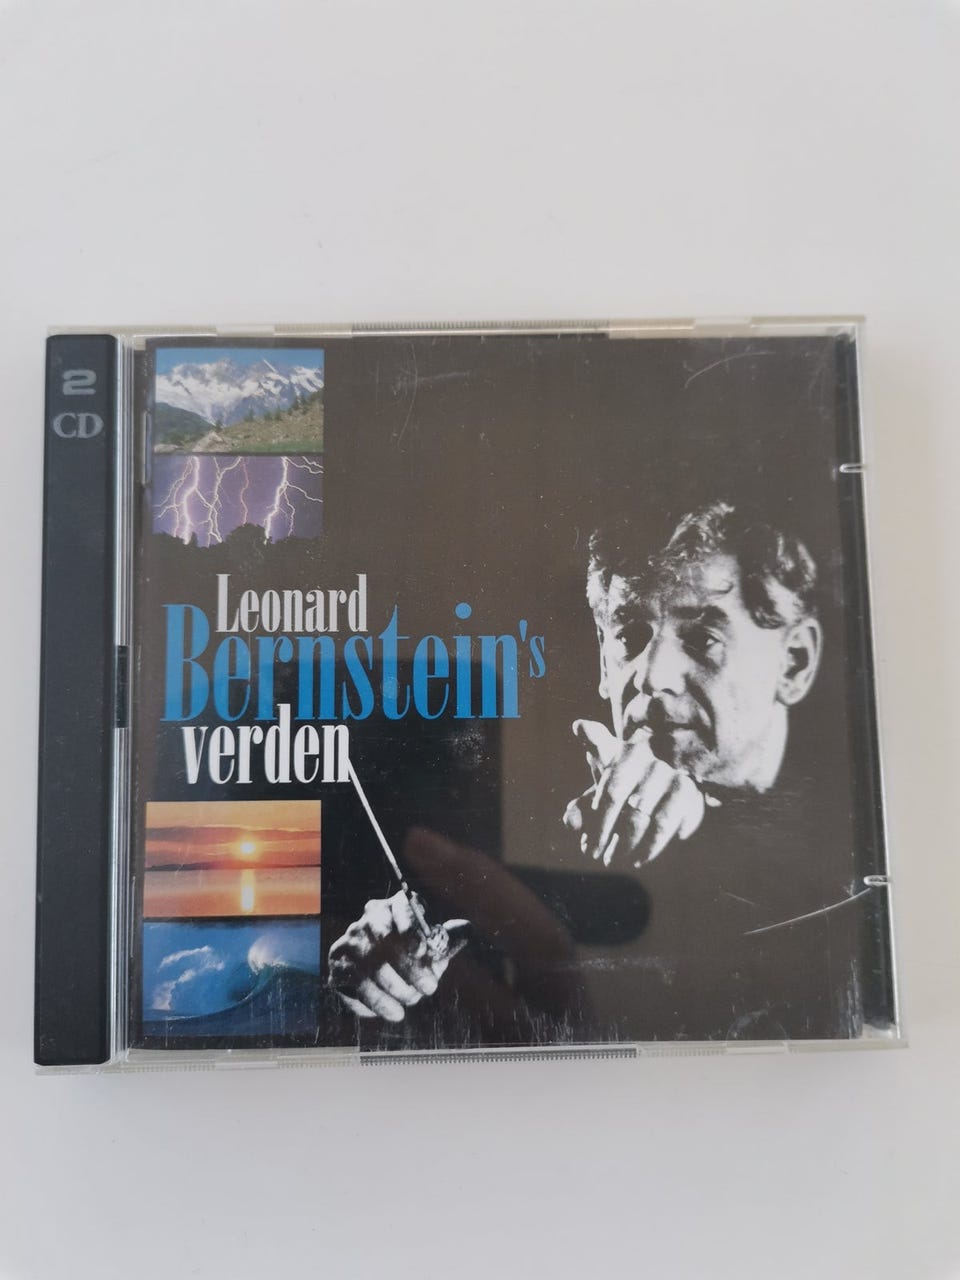 2
CD
Leonard
Bernstein's
verden